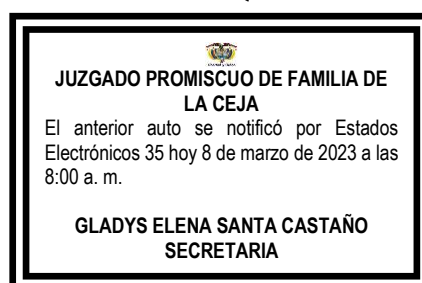 JUZGADO PROMISCUO DE FAMILIA DE
LA CEJA
El anterior auto se notificó por Estados
Electrónicos 35 hoy 8 de marzo de 2023 a las
8:00 a. m.
GLADYS ELENA SANTA CASTAÑO
SECRETARIA